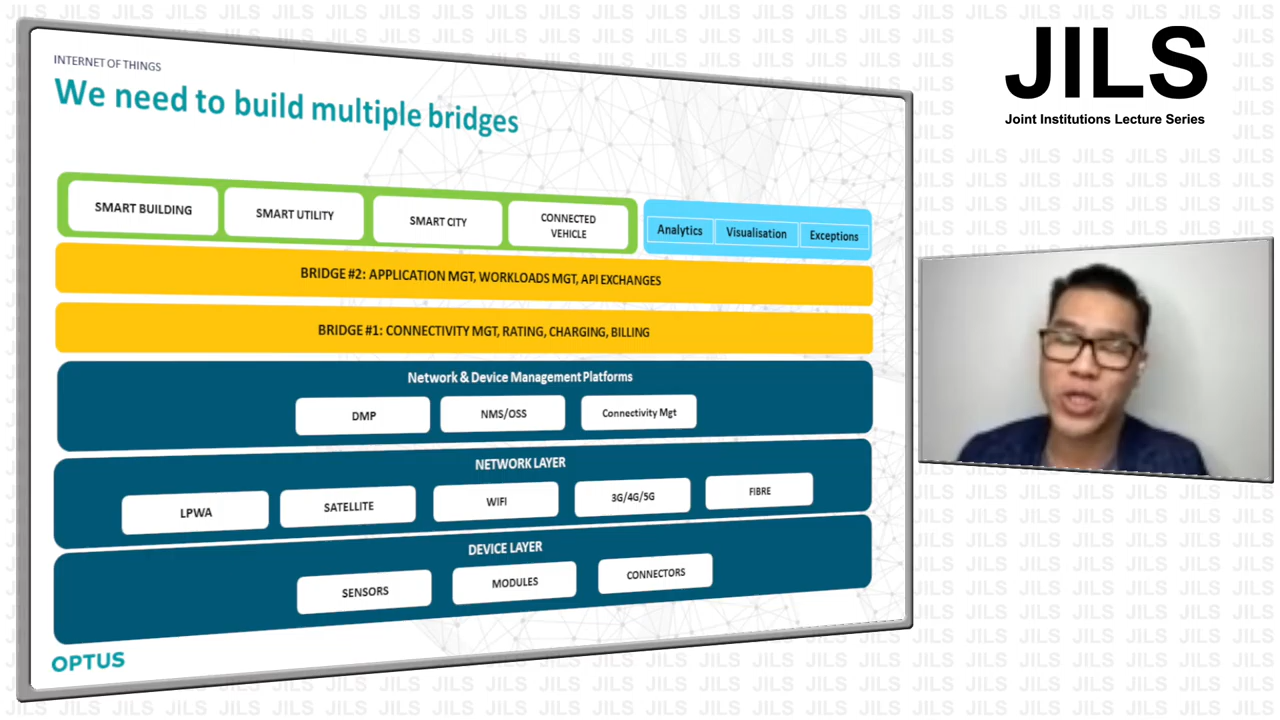 INTERNET OF THINGS
We need to build multiple bridges
SMART BUILDING
SMART UTILITY
SMART CITY
CONNECTED
VEHICLE
Analytics
Visualisation
Exceptions
BRIDGE #2: APPLICATION MGT, WORKLOADS MGT, API EXCHANGES
BRIDGE #1: CONNECTIVITY MGT, RATING, CHARGING, BILLING
Network & Device Management Platforms
DMP
NMS/OSS
Connectivity Mgt
NETWORK LAYER
LPWA
SATELLITE
WIFI
3G/4G/5G
FIBRE
DEVICE LAYER
SENSORS
MODULES
CONNECTORS
OPTUS
JILS
Joint Institutions Lecture Series